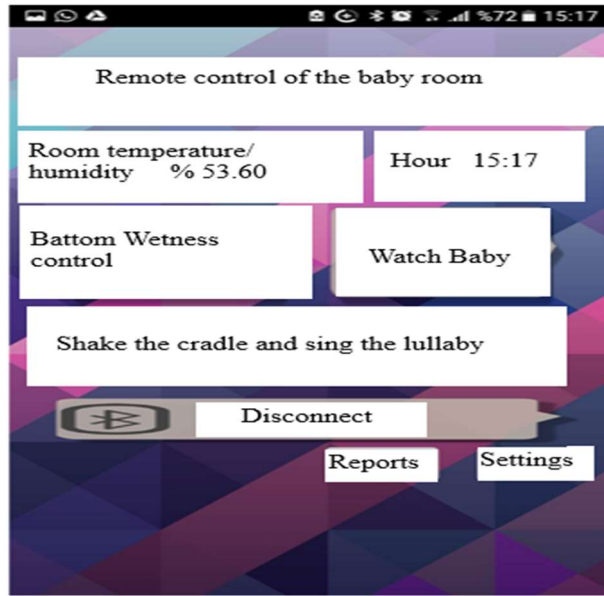 %72 15:17
Remote control of the baby room
Room temperature/
humidity % 53.60
Hour 15:17
Battom Wetness
control
Watch Baby
Shake the cradle and sing the lullaby
Disconnect
Reports Settings